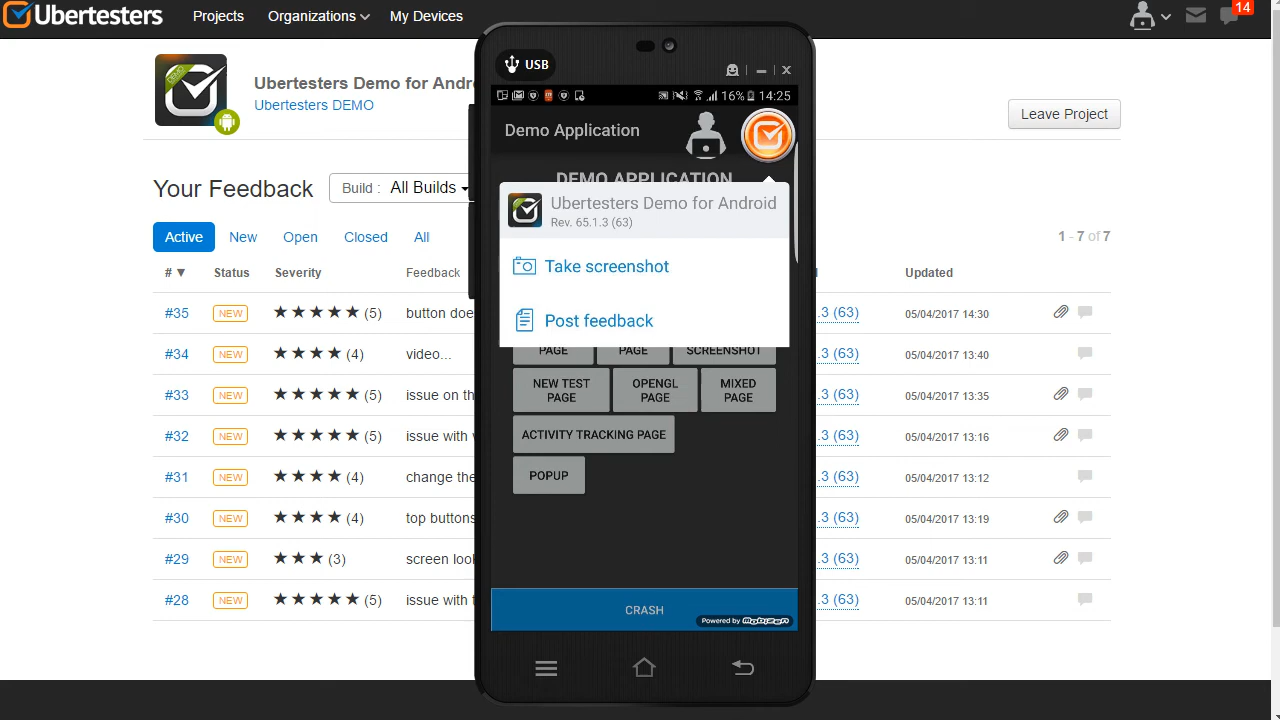 Ubertesters Projects Organizations My Devices 14
USB
Ubertesters Demo for Andro
Ubertesters DEMO
Leave Project
16% 14:25
Demo Application
DEMO APPLICATION
Ubertesters Demo for Android
Rev. 65.1.3 (63)
Take screenshot
Post feedback
PAGE PAGE SCREENSHOT
NEW TEST PAGE
OPENGL PAGE
MIXED PAGE
ACTIVITY TRACKING PAGE
POPUP
CRASH
Powered by Mobizen
Your Feedback Build : All Builds
Active New Open Closed All 1 - 7 of 7
# ▼ Status Severity Feedback Updated
#35 NEW ★★★★★ (5) button doe .3 (63) 05/04/2017 14:30
#34 NEW ★★★★ (4) video... 05/04/2017 13:40
#33 NEW ★★★★★ (5) issue on th .3 (63) 05/04/2017 13:35
#32 NEW ★★★★★ (5) issue with v .3 (63) 05/04/2017 13:16
#31 NEW ★★★★ (4) change the .3 (63) 05/04/2017 13:12
#30 NEW ★★★★ (4) top buttons .3 (63) 05/04/2017 13:19
#29 NEW ★★★ (3) screen loo .3 (63) 05/04/2017 13:11
#28 NEW ★★★★★ (5) issue with t .3 (63) 05/04/2017 13:11